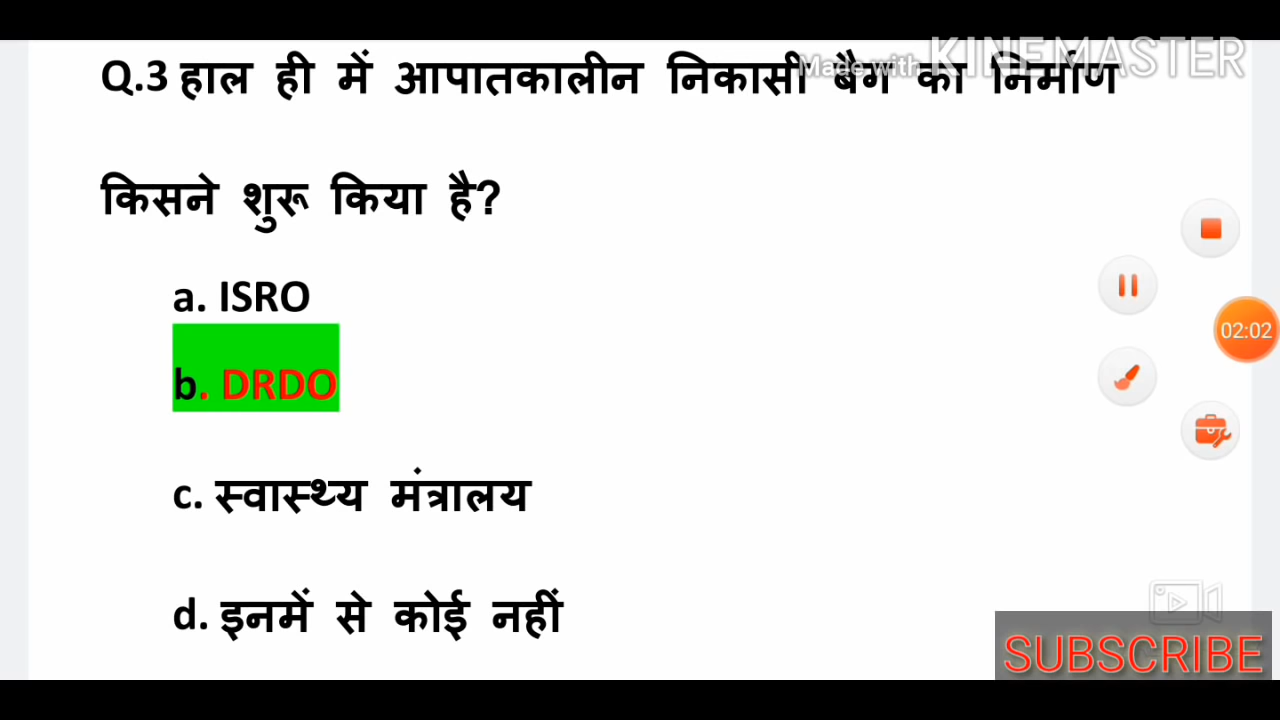 Made with KINEMASTER
Q.3 हाल ही में आपातकालीन निकासी बैग का निर्माण
किसने शुरू किया है?
a. ISRO
b. DRDO
02:02
c. स्वास्थ्य मंत्रालय
d. इनमें से कोई नहीं
SUBSCRIBE